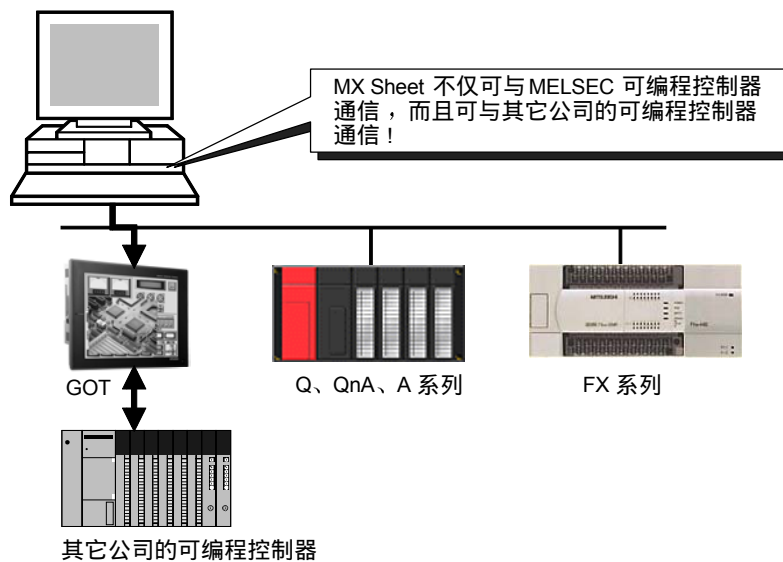 MX Sheet 不仅可与MELSEC 可编程控制器
通信，而且可与其它公司的可编程控制器
通信！
MITSUBISHI
GOT
Q、QnA、A 系列
FX 系列
其它公司的可编程控制器